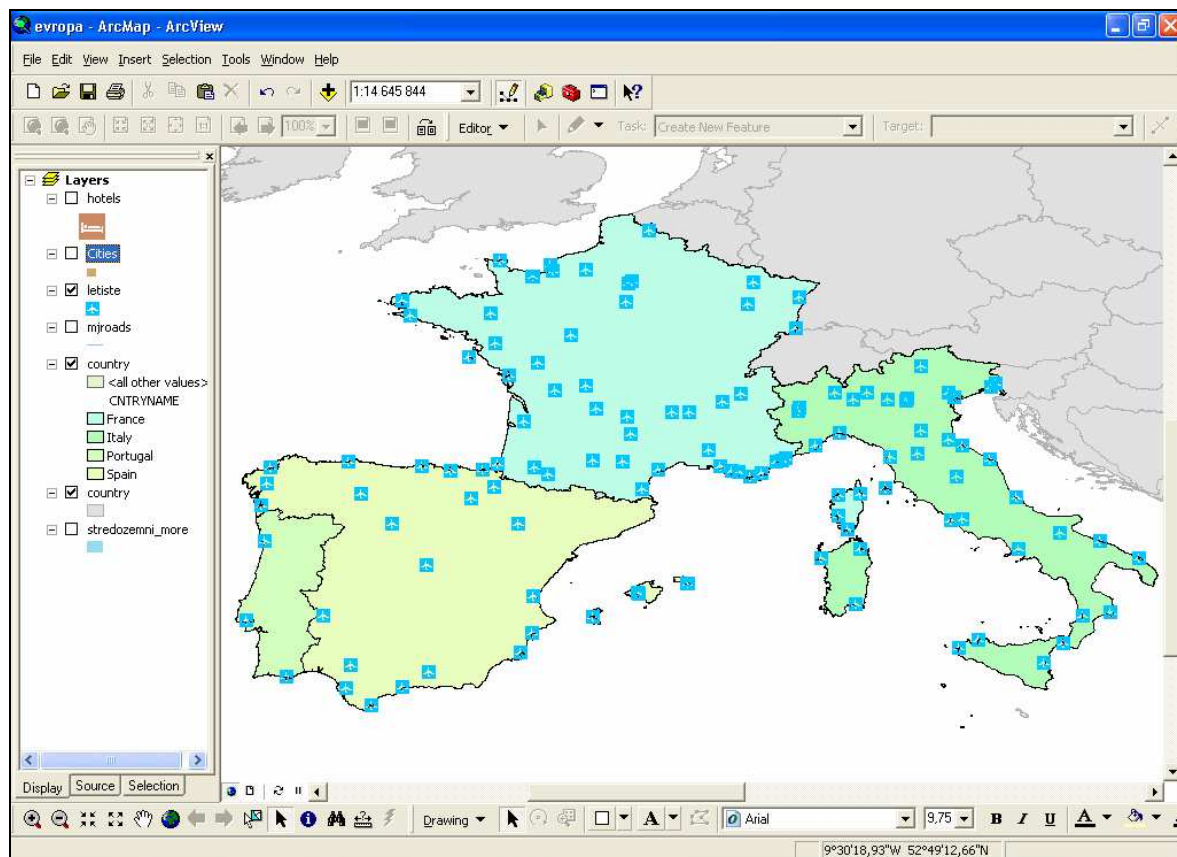 evropa - ArcMap - ArcView
File Edit View Insert Selection Tools Window Help
1:14 645 844
100% Editor Task: Create New Feature Target:
Layers
hotels
Cities
letiste
mjroads
country
<all other values>
CNTRYNAME
France
Italy
Portugal
Spain
country
stredozemni_more
Display Source Selection
Drawing A Arial 9,75 B I U A
9°30'18,93"W 52°49'12,66"N